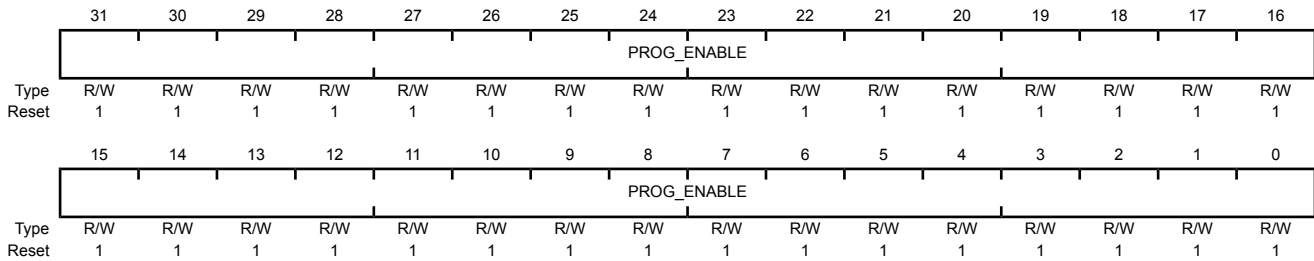 31 30 29 28 27 26 25 24 23 22 21 20 19 18 17 16
PROG_ENABLE
Type R/W R/W R/W R/W R/W R/W R/W R/W R/W R/W R/W R/W R/W R/W R/W R/W
Reset 1 1 1 1 1 1 1 1 1 1 1 1 1 1 1 1
15 14 13 12 11 10 9 8 7 6 5 4 3 2 1 0
PROG_ENABLE
Type R/W R/W R/W R/W R/W R/W R/W R/W R/W R/W R/W R/W R/W R/W R/W R/W
Reset 1 1 1 1 1 1 1 1 1 1 1 1 1 1 1 1